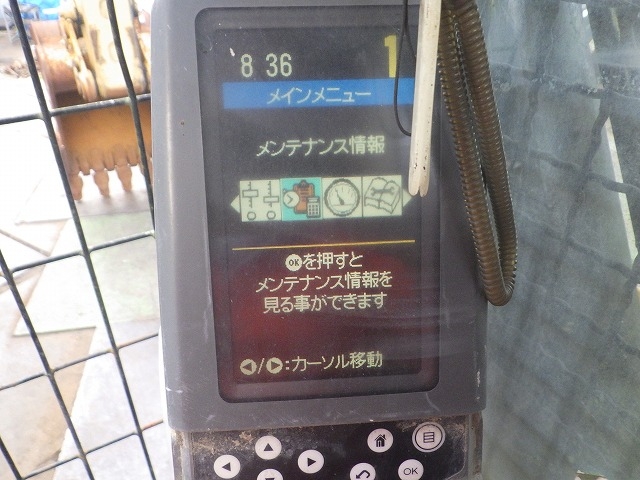 8 36
1
メインメニュー
メンテナンス情報
OKを押すと
メンテナンス情報を
見る事ができます
◀/▶:カーソル移動
OK